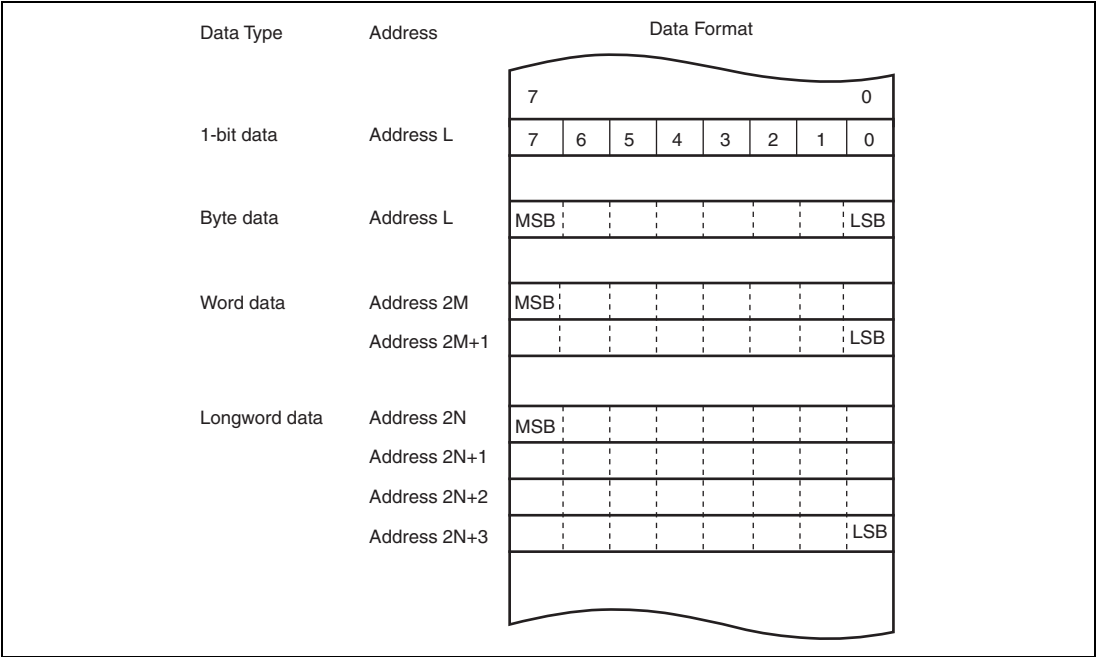 Data Type Address Data Format
7 0
1-bit data Address L 7 6 5 4 3 2 1 0
Byte data Address L MSB LSB
Word data Address 2M MSB
Address 2M+1 LSB
Longword data Address 2N MSB
Address 2N+1
Address 2N+2
Address 2N+3 LSB